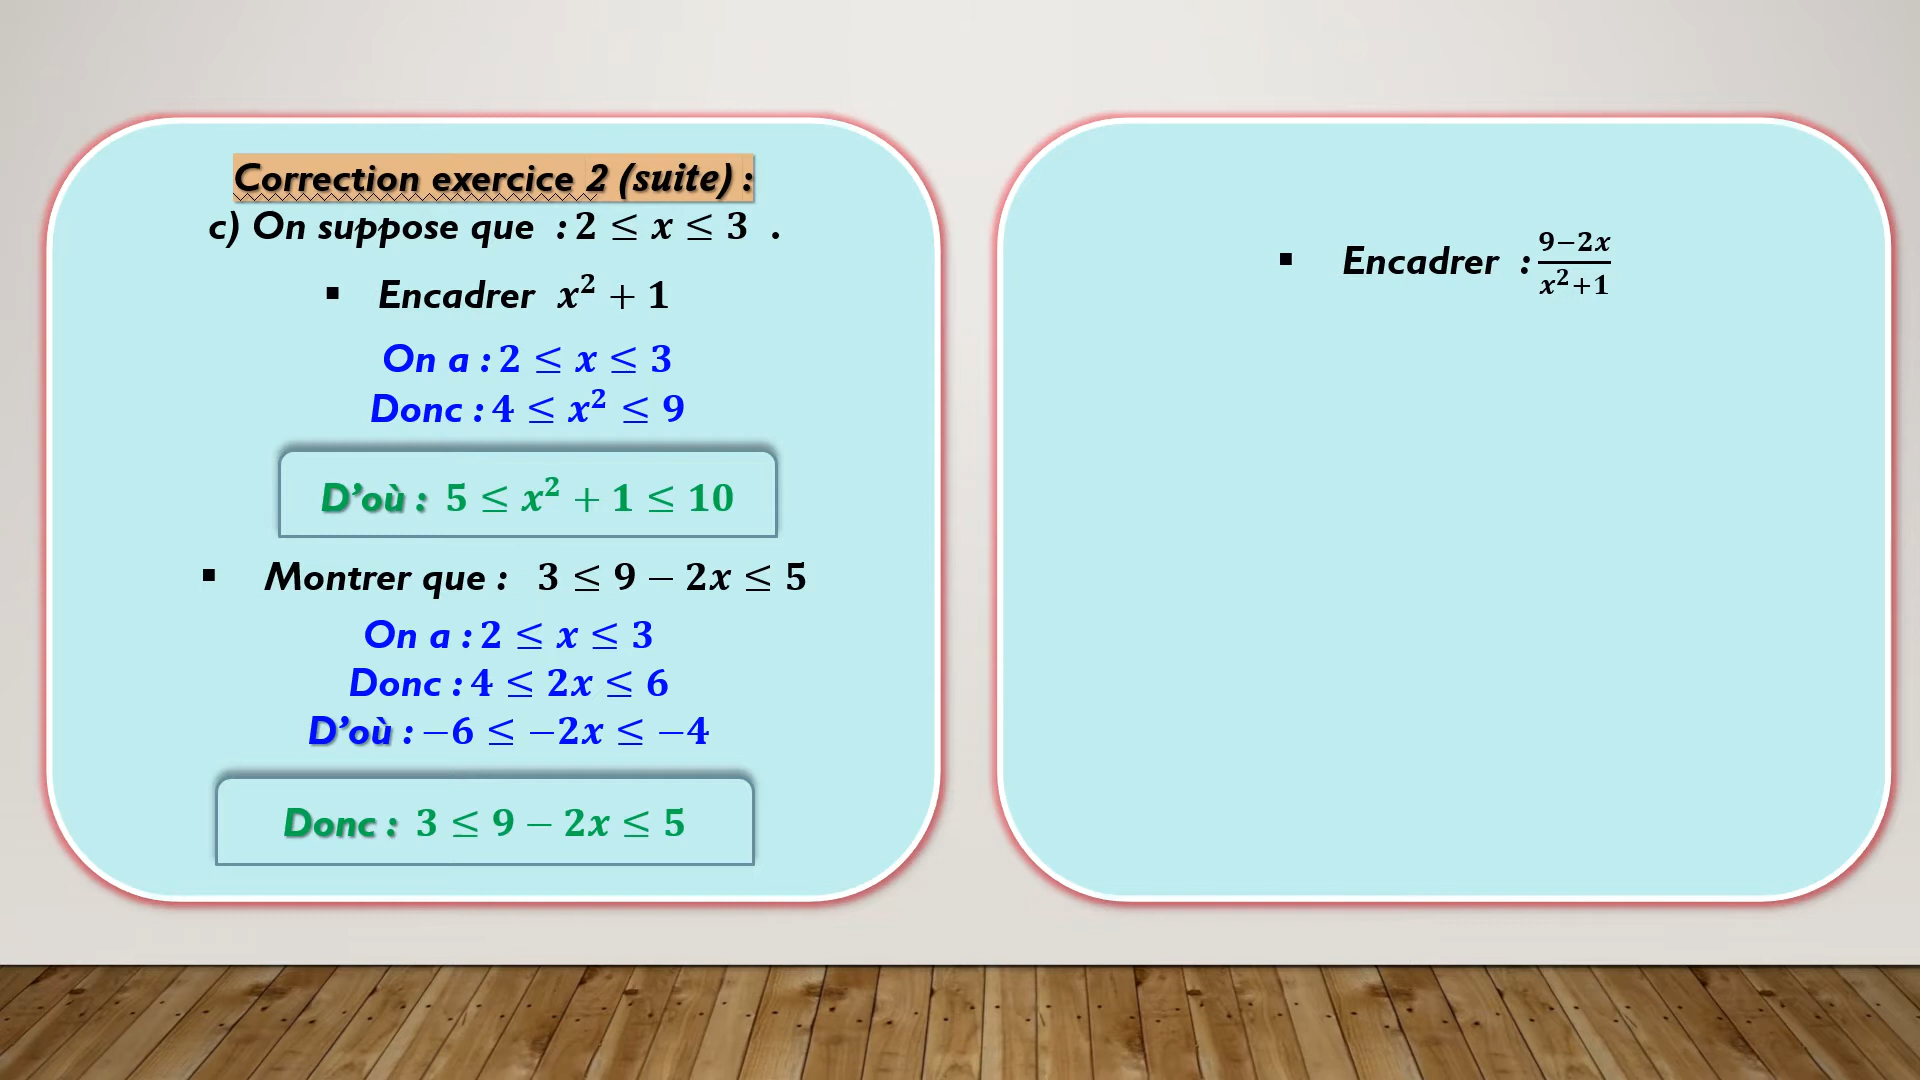 Correction exercice 2 (suite) :
c) On suppose que : 2 ≤ x ≤ 3 .
▪ Encadrer x² + 1
On a : 2 ≤ x ≤ 3
Donc : 4 ≤ x² ≤ 9
D’où : 5 ≤ x² + 1 ≤ 10
▪ Montrer que : 3 ≤ 9 − 2x ≤ 5
On a : 2 ≤ x ≤ 3
Donc : 4 ≤ 2x ≤ 6
D’où : −6 ≤ −2x ≤ −4
Donc : 3 ≤ 9 − 2x ≤ 5
▪ Encadrer : (9−2x)/(x²+1)